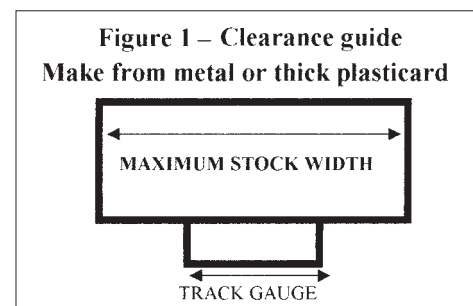 Figure 1 – Clearance guide
Make from metal or thick plasticard
MAXIMUM STOCK WIDTH
TRACK GAUGE